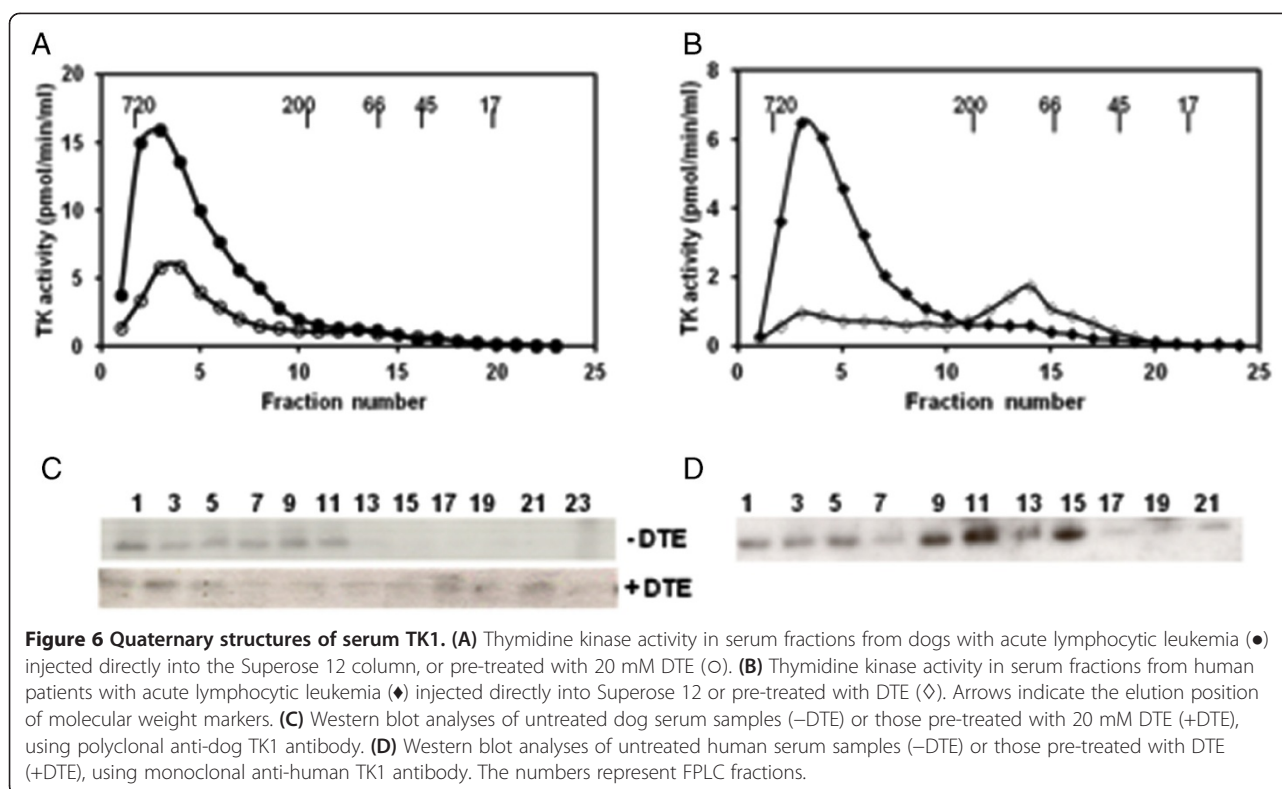 A
B
20
15
10
5
0
TK activity (pmol/min/ml)
720 200 66 45 17
0 5 10 15 20 25
Fraction number
8
6
4
2
0
TK activity (pmol/min/ml)
720 200 66 45 17
0 5 10 15 20 25
Fraction number
C
1 3 5 7 9 11 13 15 17 19 21 23
- DTE
+ DTE
D
1 3 5 7 9 11 13 15 17 19 21
Figure 6 Quaternary structures of serum TK1. (A) Thymidine kinase activity in serum fractions from dogs with acute lymphocytic leukemia (●)
injected directly into the Superose 12 column, or pre-treated with 20 mM DTE (○). (B) Thymidine kinase activity in serum fractions from human
patients with acute lymphocytic leukemia (♦) injected directly into Superose 12 or pre-treated with DTE (◊). Arrows indicate the elution position
of molecular weight markers. (C) Western blot analyses of untreated dog serum samples (−DTE) or those pre-treated with 20 mM DTE (+DTE),
using polyclonal anti-dog TK1 antibody. (D) Western blot analyses of untreated human serum samples (−DTE) or those pre-treated with DTE
(+DTE), using monoclonal anti-human TK1 antibody. The numbers represent FPLC fractions.